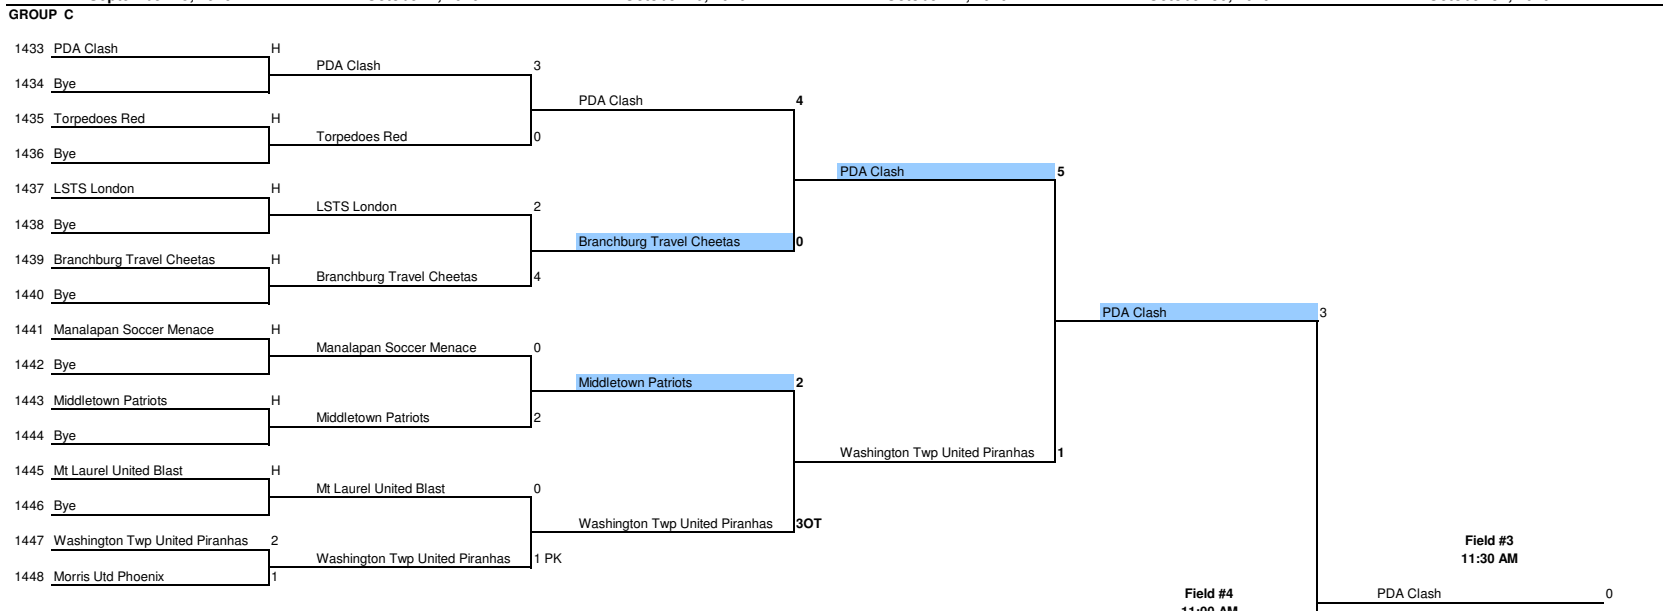 GROUP C
1433 PDA Clash H
PDA Clash 3
1434 Bye
PDA Clash 4
1435 Torpedoes Red H
Torpedoes Red 0
1436 Bye
PDA Clash 5
1437 LSTS London H
LSTS London 2
1438 Bye
Branchburg Travel Cheetas 0
1439 Branchburg Travel Cheetas H
Branchburg Travel Cheetas 4
1440 Bye
PDA Clash 3
1441 Manalapan Soccer Menace H
Manalapan Soccer Menace 0
1442 Bye
Middletown Patriots 2
1443 Middletown Patriots H
Middletown Patriots 2
1444 Bye
Washington Twp United Piranhas 1
1445 Mt Laurel United Blast H
Mt Laurel United Blast 0
1446 Bye
Washington Twp United Piranhas 3OT
1447 Washington Twp United Piranhas 2
Field #3
Washington Twp United Piranhas 1 PK
11:30 AM
1448 Morris Utd Phoenix 1
Field #4
PDA Clash 0